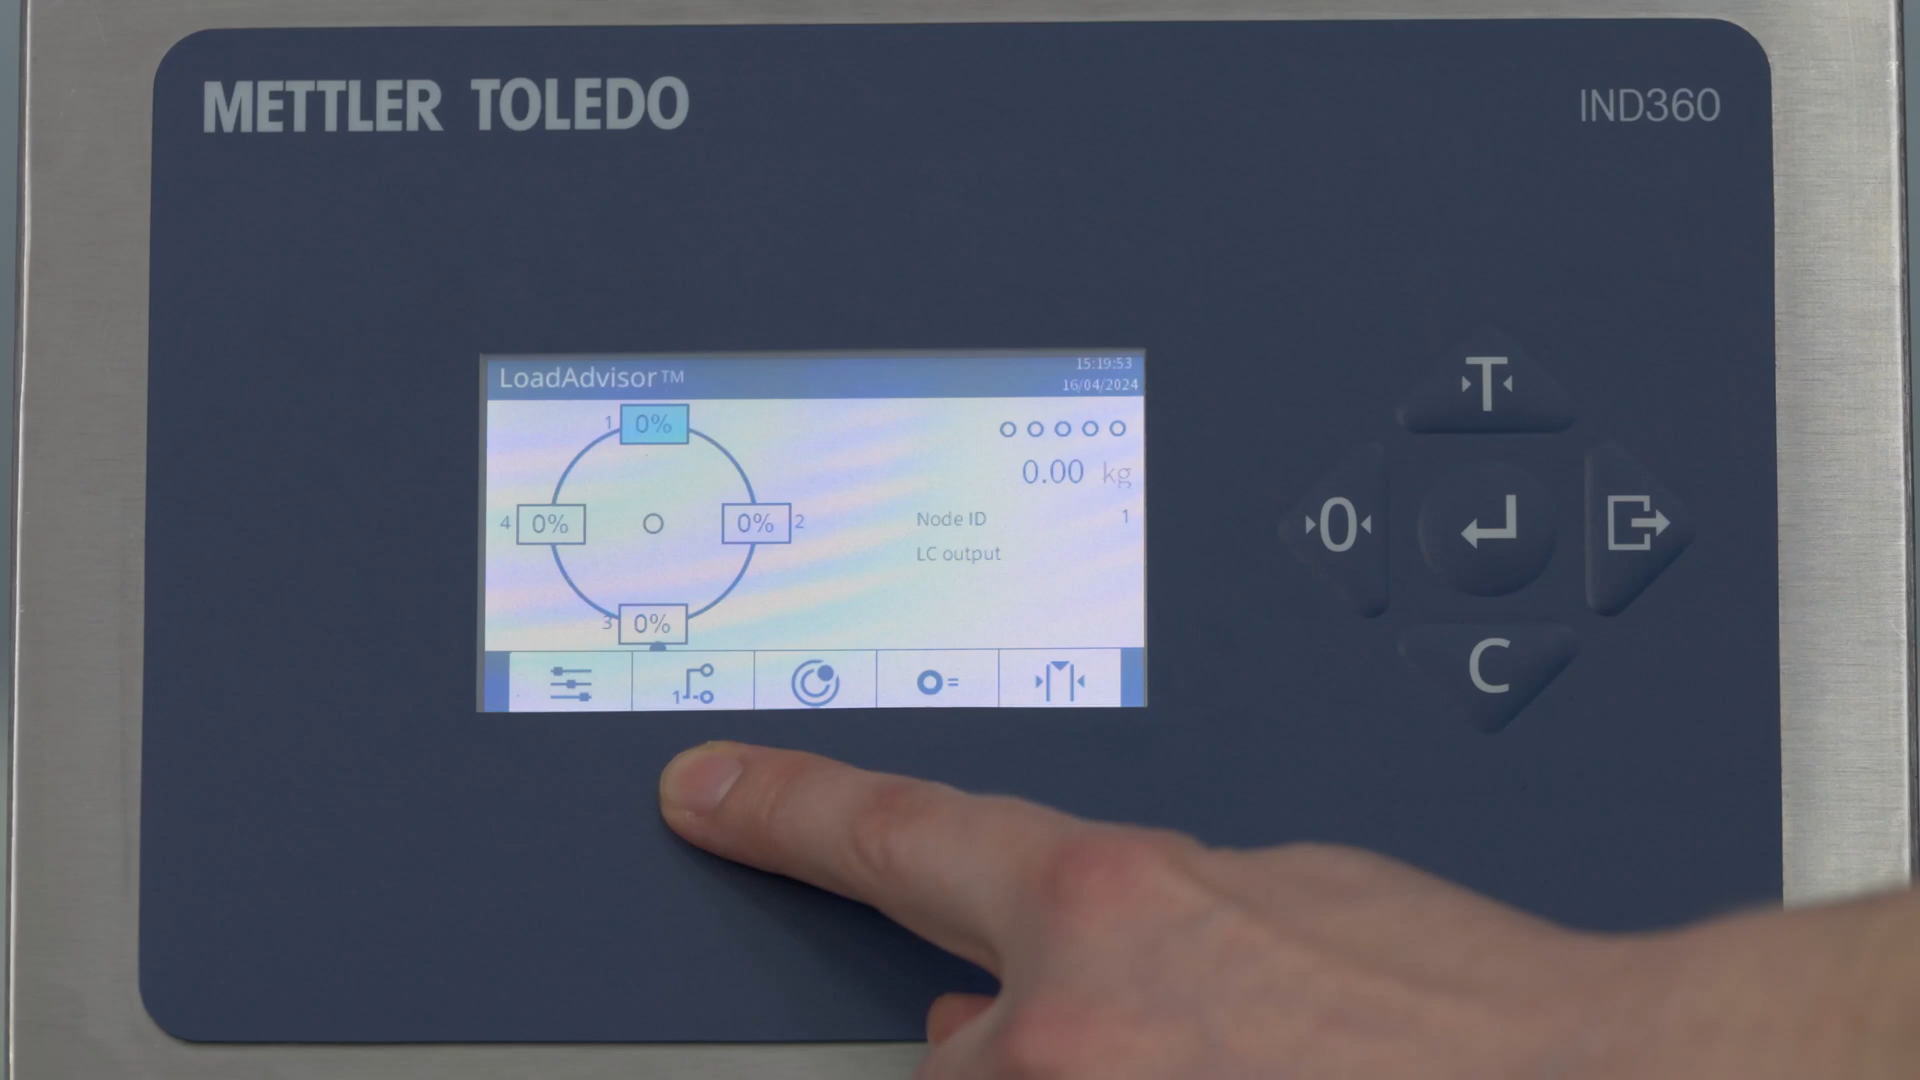 METTLER TOLEDO
IND360
LoadAdvisor™
15:19:53
16/04/2024
1 0%
4 0%
0% 2
3 0%
0.00 kg
Node ID 1
LC output
1
=
T
0
C